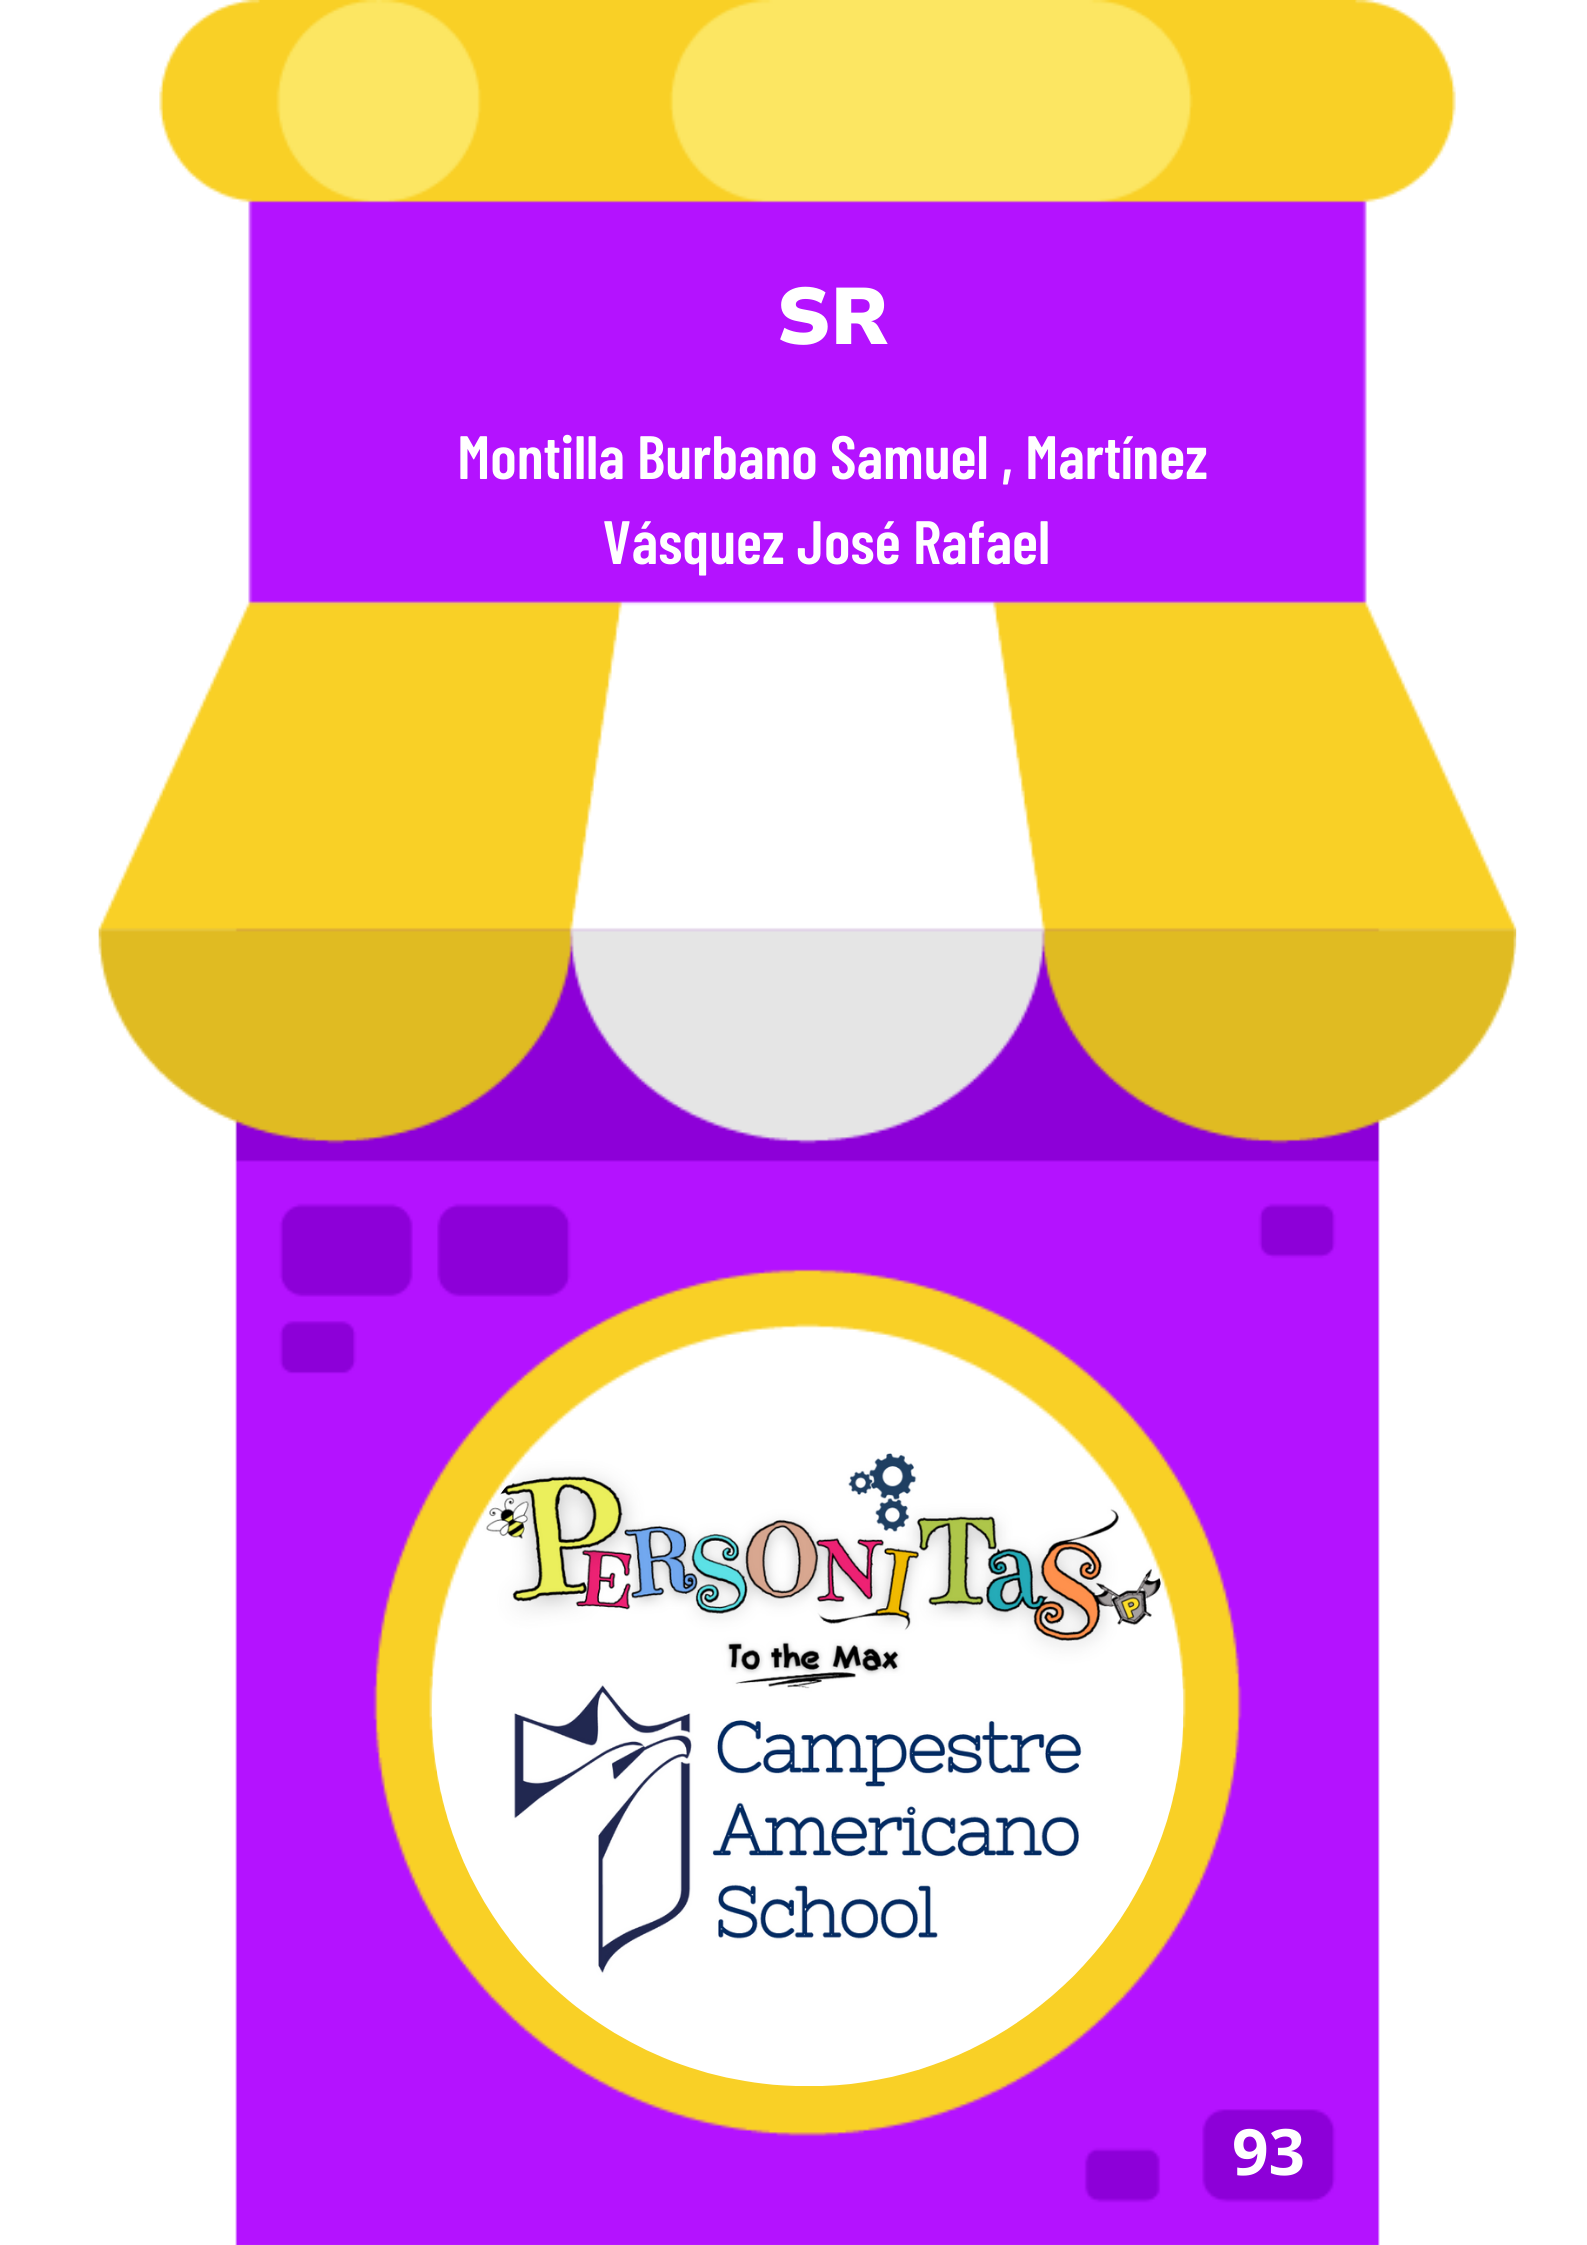 SR
Montilla Burbano Samuel , Martínez
Vásquez José Rafael
PERSONITaS
To the Max
P
Campestre
Americano
School
93